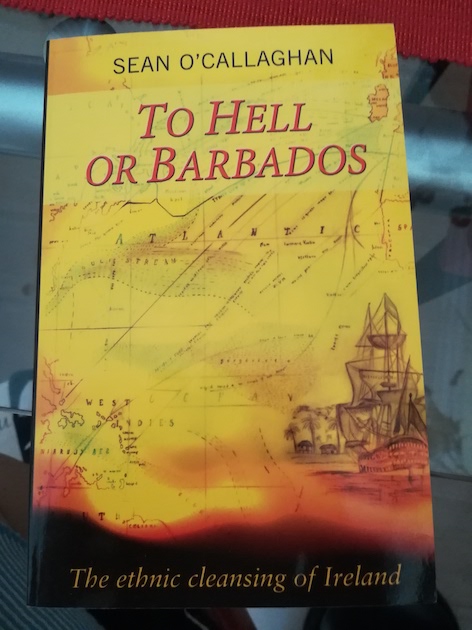 SEAN O'CALLAGHAN
TO HELL
OR BARBADOS
ATLANTIC
WEST
INDIES
The ethnic cleansing of Ireland